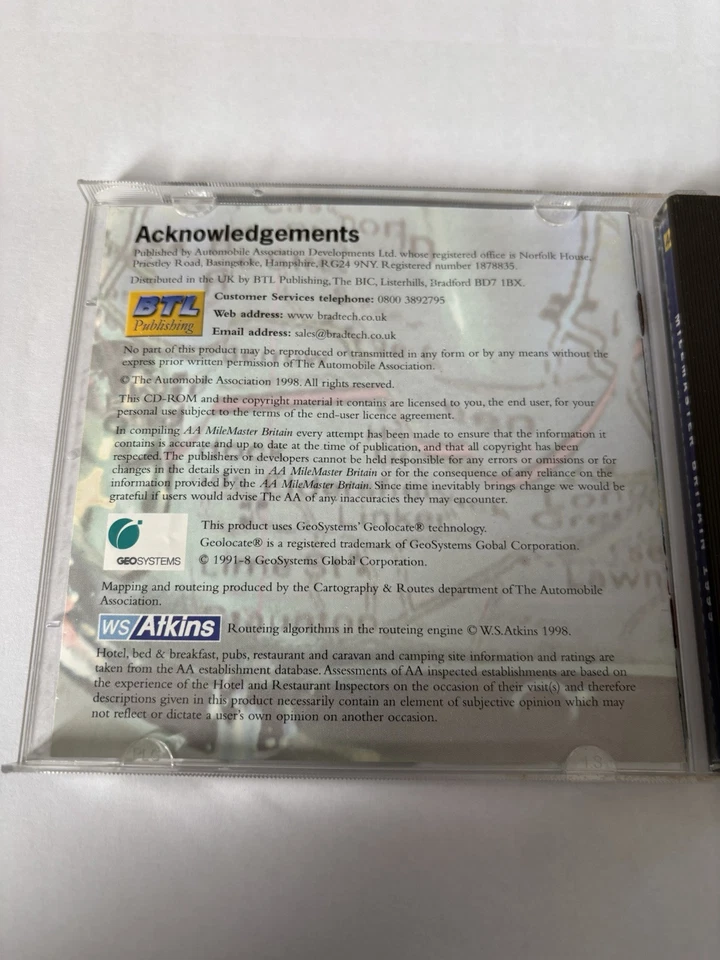 Acknowledgements
Published by Automobile Association Developments Ltd. whose registered office is Norfolk House,
Priestley Road, Basingstoke, Hampshire, RG24 9NY. Registered number 1878835.
Distributed in the UK by BTL Publishing, The BIC, Listerhills, Bradford BD7 1BX.
BTL
Publishing
Customer Services telephone: 0800 3892795
Web address: www bradtech.co.uk
Email address: sales@bradtech.co.uk
No part of this product may be reproduced or transmitted in any form or by any means without the
express prior written permission of The Automobile Association.
© The Automobile Association 1998. All rights reserved.
This CD-ROM and the copyright material it contains are licensed to you, the end user, for your
personal use subject to the terms of the end-user licence agreement.
In compiling AA MileMaster Britain every attempt has been made to ensure that the information it
contains is accurate and up to date at the time of publication, and that all copyright has been
respected. The publishers or developers cannot be held responsible for any errors or omissions or for
changes in the details given in AA MileMaster Britain or for the consequence of any reliance on the
information provided by the AA MileMaster Britain. Since time inevitably brings change we would be
grateful if users would advise The AA of any inaccuracies they may encounter.
GEOSYSTEMS
This product uses GeoSystems' Geolocate® technology.
Geolocate® is a registered trademark of GeoSystems Gobal Corporation.
© 1991-8 GeoSystems Global Corporation.
Mapping and routeing produced by the Cartography & Routes department of The Automobile
Association.
WS/Atkins
Routeing algorithms in the routeing engine © W.S.Atkins 1998.
Hotel, bed & breakfast, pubs, restaurant and caravan and camping site information and ratings are
taken from the AA establishment database. Assessments of AA inspected establishments are based on
the experience of the Hotel and Restaurant Inspectors on the occasion of their visit(s) and therefore
descriptions given in this product necessarily contain an element of subjective opinion which may
not reflect or dictate a user's own opinion on another occasion.
MILEMASTER BRITAIN 1999